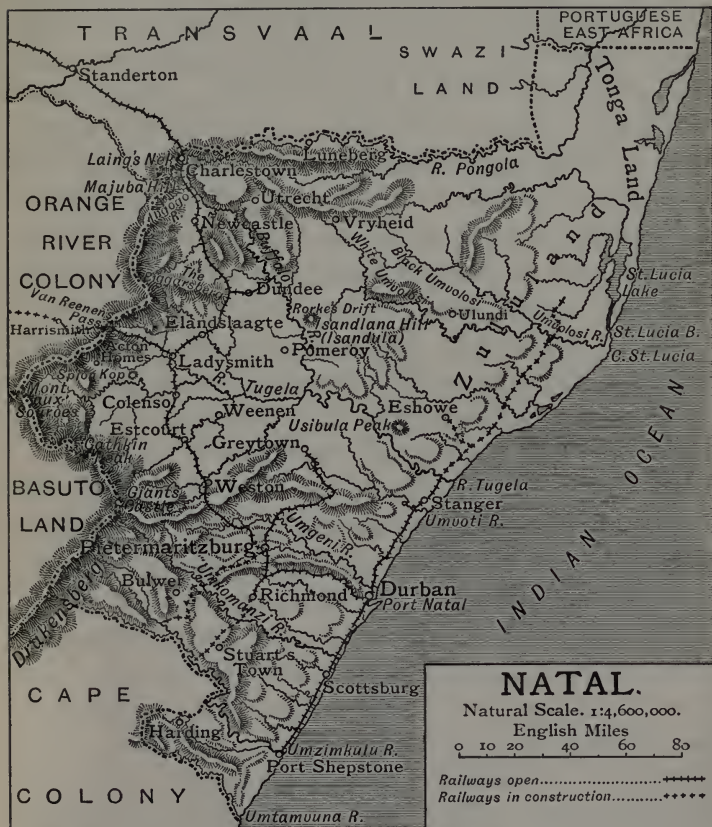 PORTUGUESE
EAST AFRICA
TRANSVAAL
SWAZI
LAND
Standerton
Tonga
Land
Laing's Nek
Charlestown
Luneberg
R. Pongola
Majuba Hill
ORANGE
RIVER
COLONY
Ingogo
R.
Utrecht
Newcastle
Vryheid
Buffalo
White Umvolosi
Black Umvolosi
Zululand
St. Lucia
Lake
The
Biggarsberg
Dundee
Ulundi
Umvolosi R.
Van Reenen
Pass
Harrismith
Rorke's Drift
Isandlana Hill
(Isandula)
St. Lucia B.
C. St. Lucia
Elandslaagte
Acton
Homes
Ladysmith
Pomeroy
Spion Kop
R. Tugela
Mont
aux
Sources
Colenso
Weenen
Eshowe
Usibula Peak
Estcourt
Greytown
Cathkin
Peak
BASUTO
LAND
Giants
Castle
Weston
R. Tugela
Stanger
Umvoti R.
Umgeni R.
Pietermaritzburg
Drakensberg
Bulwer
Umkomanzi R.
Richmond
Durban
Port Natal
INDIAN OCEAN
Stuart's
Town
Scottsburg
CAPE
COLONY
Harding
Umzimkulu R.
Port Shepstone
Umtamvuna R.
NATAL.
Natural Scale. 1:4,600,000.
English Miles
0 10 20 40 60 80
Railways open
Railways in construction